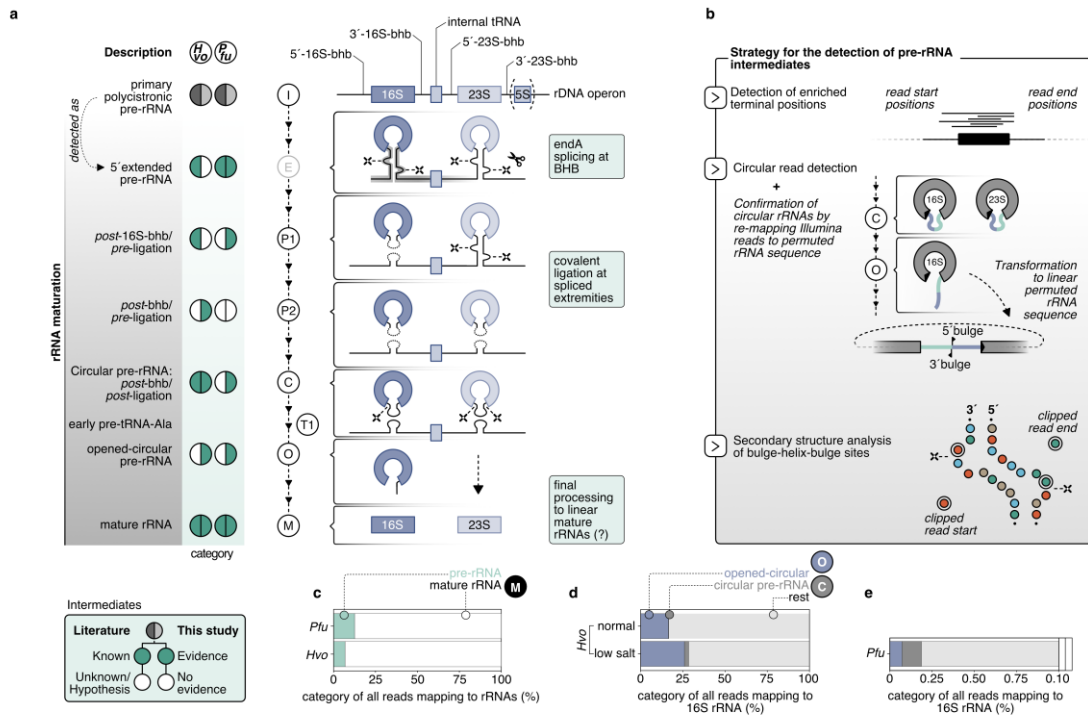 a
Description
H vo
P fu
primary
polycistronic
pre-rRNA
detected as
5´extended
pre-rRNA
post-16S-bhb/
pre-ligation
post-bhb/
pre-ligation
Circular pre-rRNA:
post-bhb/
post-ligation
early pre-tRNA-Ala
opened-circular
pre-rRNA
mature rRNA
category
rRNA maturation
I
E
P1
P2
C
T1
O
M
internal tRNA
3´-16S-bhb
5´-23S-bhb
5´-16S-bhb
3´-23S-bhb
16S
23S
5S
rDNA operon
endA
splicing at
BHB
covalent
ligation at
spliced
extremities
final
processing
to linear
mature
rRNAs (?)
16S
23S
Intermediates
Literature
This study
Known
Evidence
Unknown/
Hypothesis
No
evidence
b
Strategy for the detection of pre-rRNA
intermediates
>
Detection of enriched
terminal positions
read start
positions
read end
positions
>
Circular read detection
+
Confirmation of
circular rRNAs by
re-mapping Illumina
reads to permuted
rRNA sequence
C
O
16S
23S
16S
Transformation
to linear
permuted
rRNA
sequence
5´bulge
3´bulge
>
Secondary structure analysis
of bulge-helix-bulge sites
3´
5´
clipped
read end
clipped
read start
c
pre-rRNA
mature rRNA
M
Pfu
Hvo
0 20 40 60 80 100
category of all reads mapping to rRNAs (%)
d
opened-circular
O
circular pre-rRNA
C
rest
Hvo
normal
low salt
0 20 40 60 80 100
category of all reads mapping to
16S rRNA (%)
e
Pfu
0 0.25 0.50 0.75 0.10
category of all reads mapping to
16S rRNA (%)